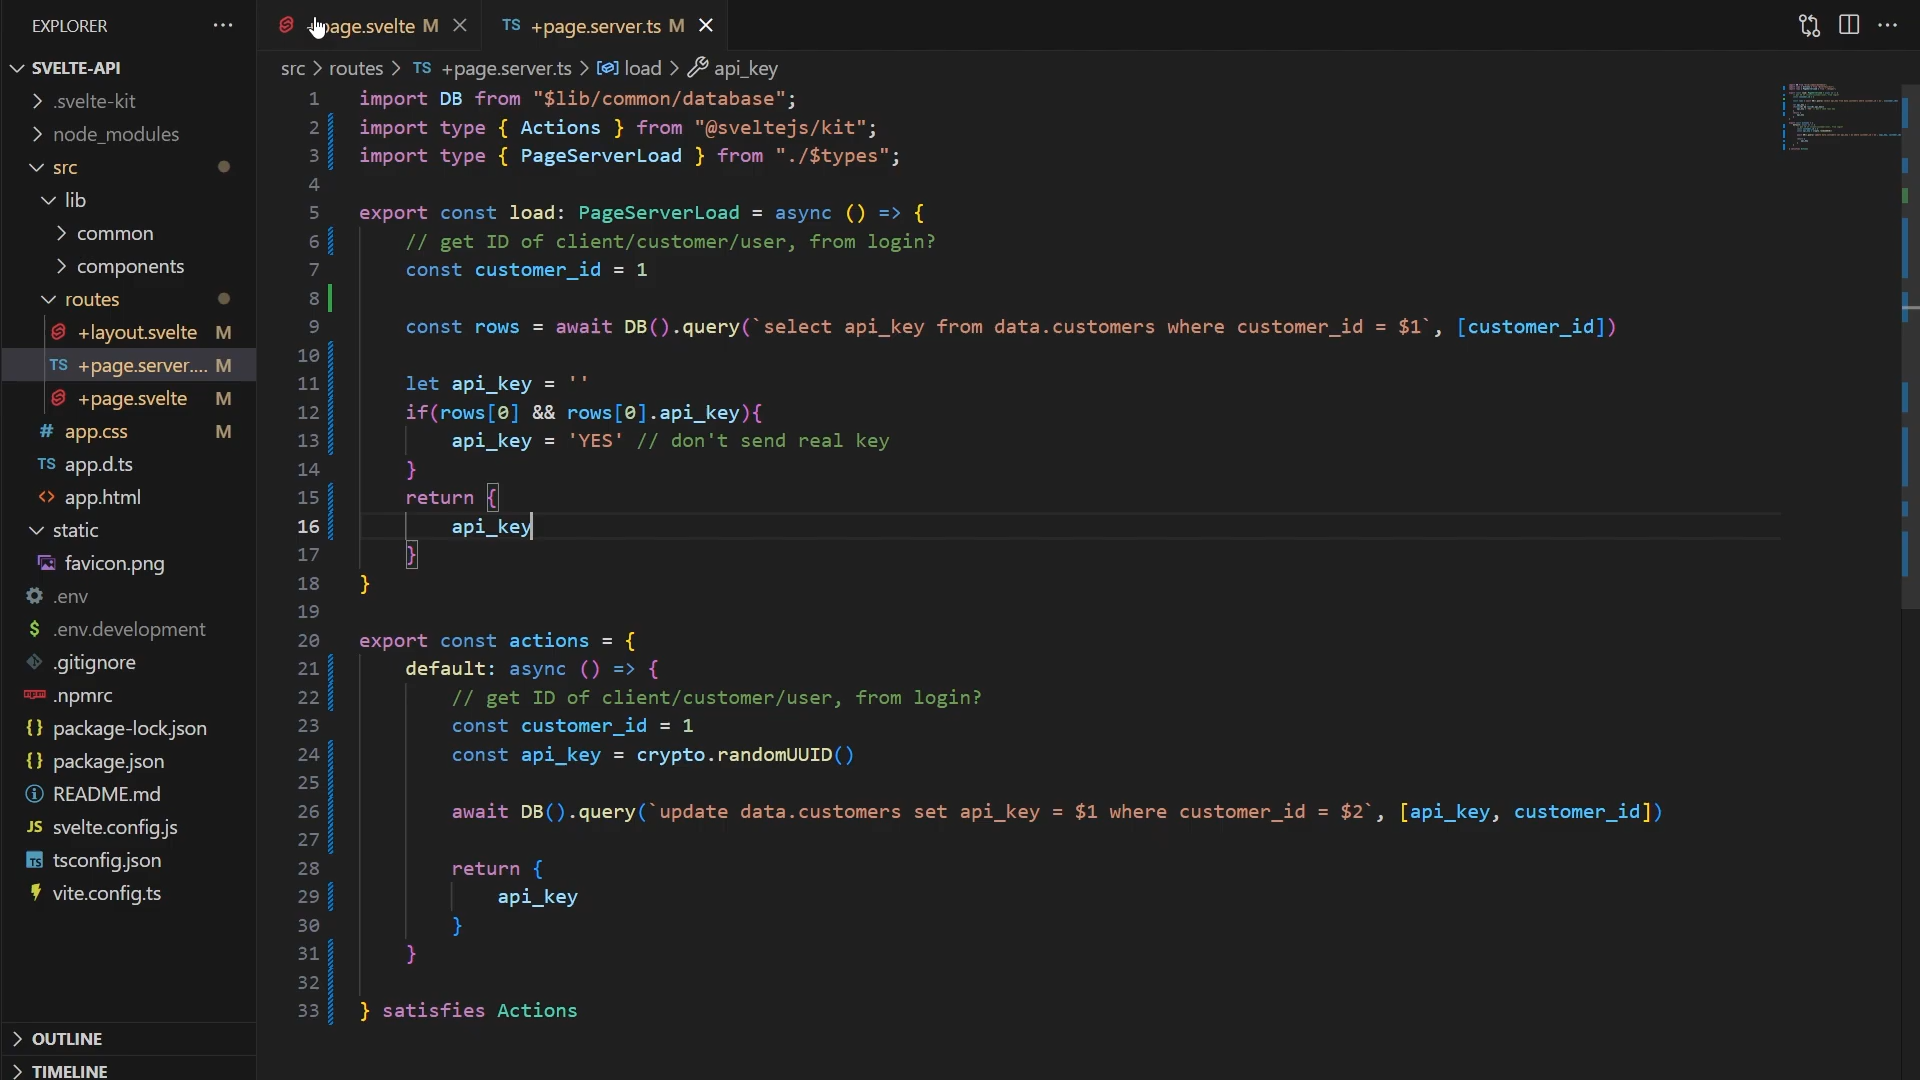 EXPLORER
SVELTE-API
.svelte-kit
node_modules
src
lib
common
components
routes
+layout.svelte M
TS +page.server.... M
+page.svelte M
# app.css M
TS app.d.ts
<> app.html
static
favicon.png
.env
$ .env.development
.gitignore
npm .npmrc
{} package-lock.json
{} package.json
README.md
JS svelte.config.js
TS tsconfig.json
vite.config.ts
OUTLINE
TIMELINE
page.svelte M
TS +page.server.ts M
src > routes > TS +page.server.ts > load > api_key
1 import DB from "$lib/common/database";
2 import type { Actions } from "@sveltejs/kit";
3 import type { PageServerLoad } from "./$types";
4
5 export const load: PageServerLoad = async () => {
6 // get ID of client/customer/user, from login?
7 const customer_id = 1
8
9 const rows = await DB().query(`select api_key from data.customers where customer_id = $1`, [customer_id])
10
11 let api_key = ''
12 if(rows[0] && rows[0].api_key){
13 api_key = 'YES' // don't send real key
14 }
15 return {
16 api_key
17 }
18 }
19
20 export const actions = {
21 default: async () => {
22 // get ID of client/customer/user, from login?
23 const customer_id = 1
24 const api_key = crypto.randomUUID()
25
26 await DB().query(`update data.customers set api_key = $1 where customer_id = $2`, [api_key, customer_id])
27
28 return {
29 api_key
30 }
31 }
32
33 } satisfies Actions